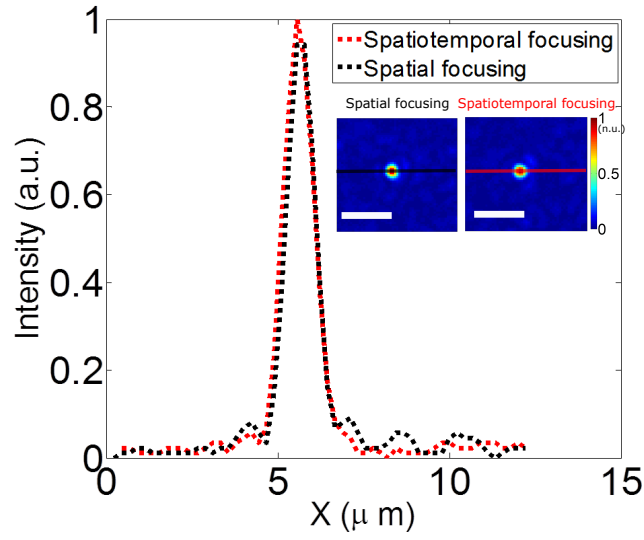 1
0.8
0.6
0.4
0.2
0
0
5
10
15
Intensity (a.u.)
X (μ m)
Spatiotemporal focusing
Spatial focusing
Spatial focusing
Spatiotemporal focusing
1
(n.u.)
0.5
0